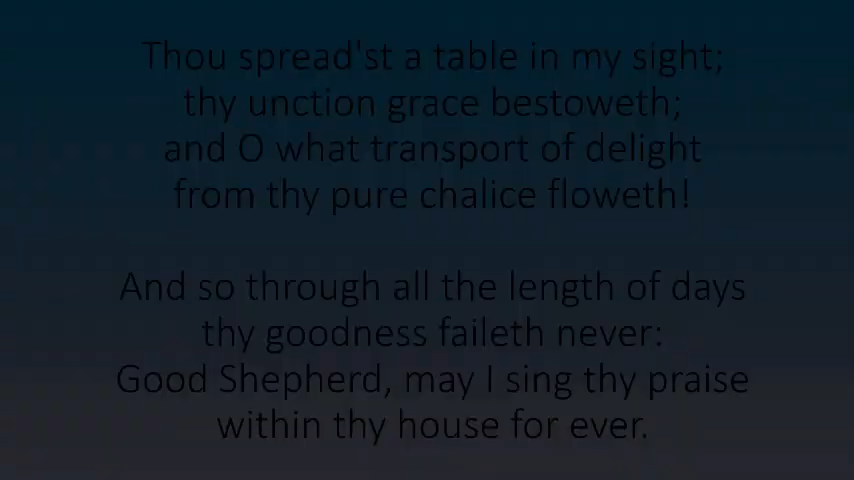 Thou spread'st a table in my sight;
thy unction grace bestoweth;
and O what transport of delight
from thy pure chalice floweth!
And so through all the length of days
thy goodness faileth never:
Good Shepherd, may I sing thy praise
within thy house for ever.